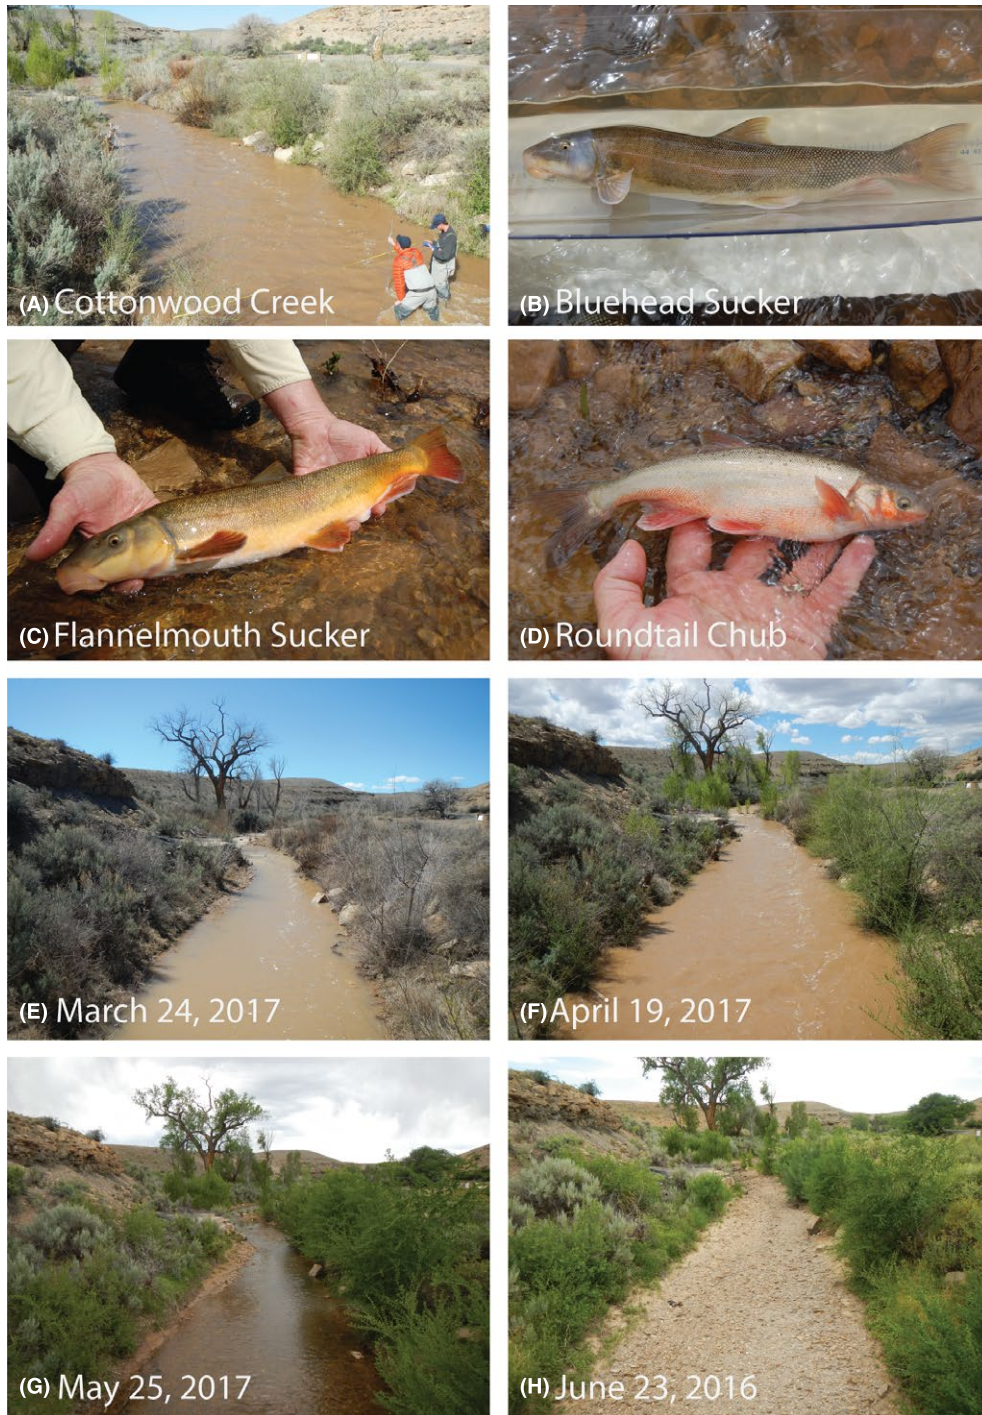 (A) Cottonwood Creek
(B) Bluehead Sucker
(C) Flannelmouth Sucker
(D) Roundtail Chub
(E) March 24, 2017
(F) April 19, 2017
(G) May 25, 2017
(H) June 23, 2016